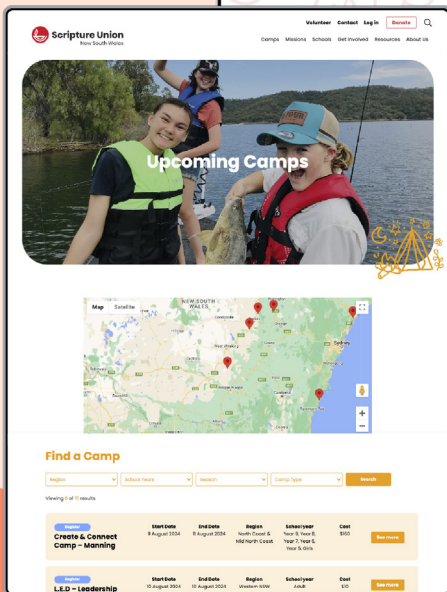 Volunteer Contact Log in Donate
Scripture Union
New South Wales
Camps Missions Schools Get Involved Resources About Us
Upcoming Camps
Map Satellite
NEW SOUTH
WALES
Sydney
Find a Camp
Region School Years Season Camp Type Search
Viewing 6 of results
Register
Create & Connect
Camp – Manning
Start Date
9 August 2024
End Date
11 August 2024
Region
North Coast &
Mid North Coast
School year
Year 9, Year 8,
Year 7, Year 6,
Year 5, Girls
Cost
$160
See more
Register
L.E.D – Leadership
Start Date
10 August 2024
End Date
10 August 2024
Region
Western NSW
School year
Adult
Cost
$10
See more